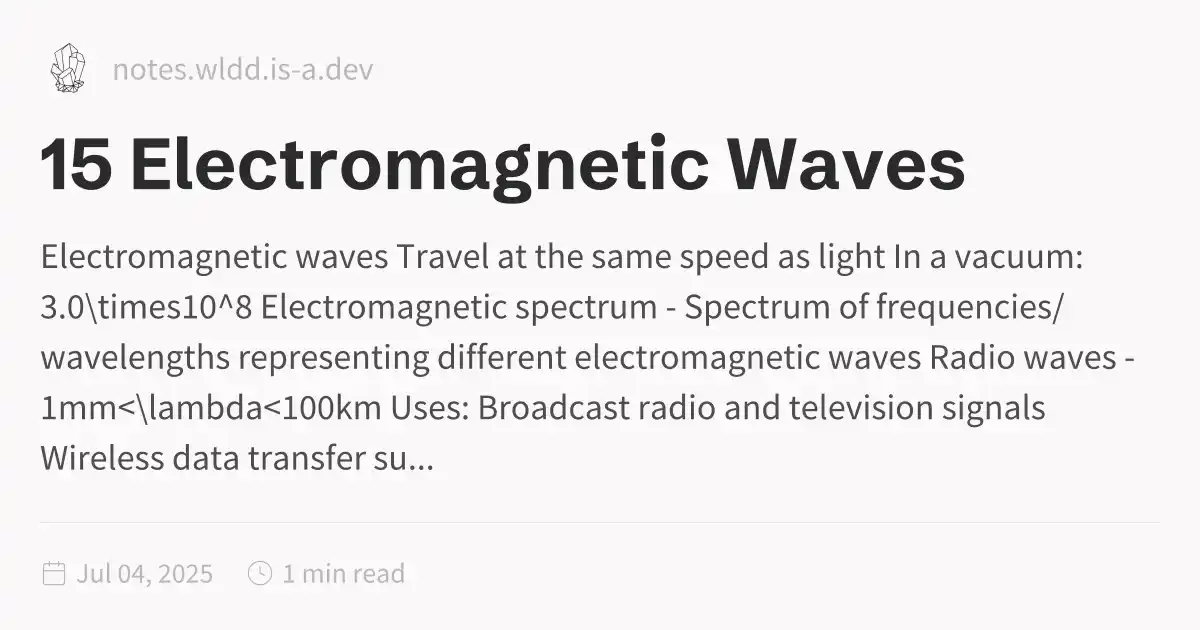 notes.wldd.is-a.dev
15 Electromagnetic Waves
Electromagnetic waves Travel at the same speed as light In a vacuum:
3.0\times10^8 Electromagnetic spectrum - Spectrum of frequencies/
wavelengths representing different electromagnetic waves Radio waves -
1mm<\lambda<100km Uses: Broadcast radio and television signals
Wireless data transfer su...
Jul 04, 2025
1 min read